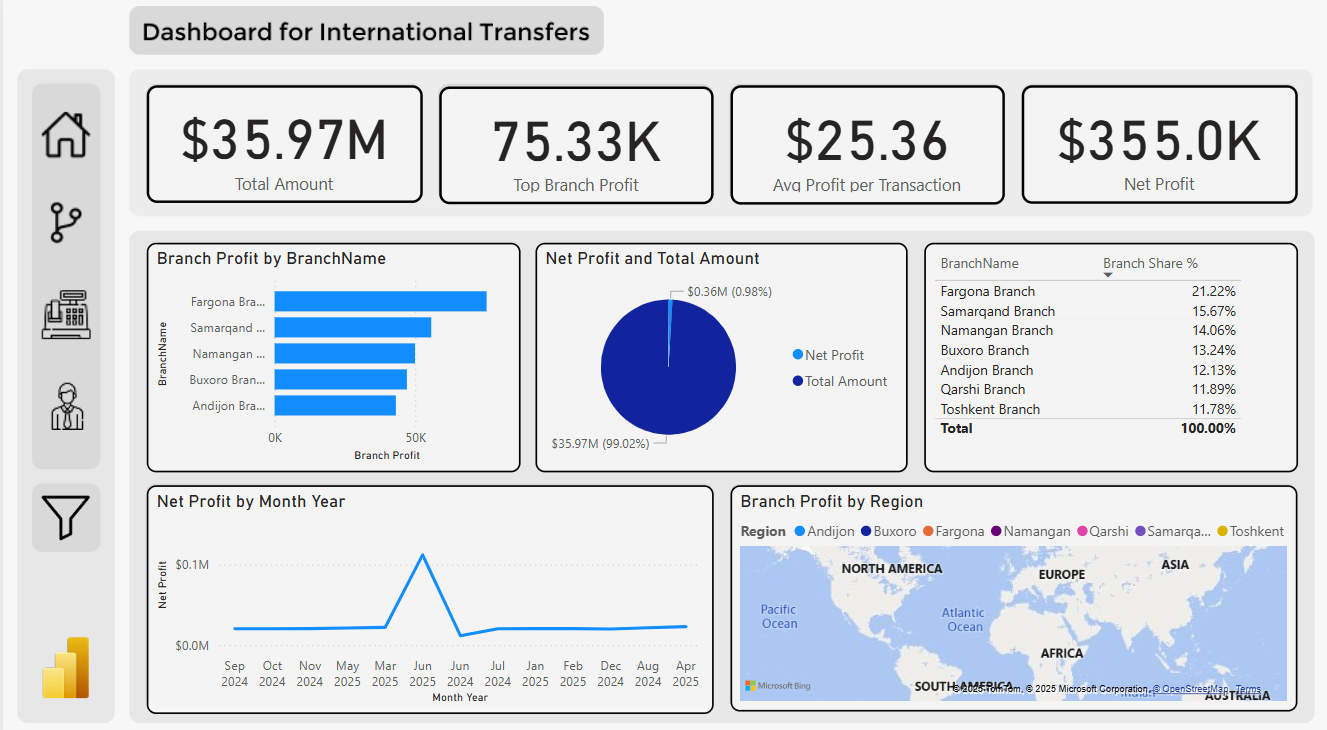 Dashboard for International Transfers
$35.97M
Total Amount
75.33K
Top Branch Profit
$25.36
Avg Profit per Transaction
$355.0K
Net Profit
Branch Profit by BranchName
BranchName
Fargona Bra...
Samarqand ...
Namangan ...
Buxoro Bran...
Andijon Bra...
0K 50K
Branch Profit
Net Profit and Total Amount
$0.36M (0.98%)
Net Profit
Total Amount
$35.97M (99.02%)
BranchName Branch Share %
Fargona Branch 21.22%
Samarqand Branch 15.67%
Namangan Branch 14.06%
Buxoro Branch 13.24%
Andijon Branch 12.13%
Qarshi Branch 11.89%
Toshkent Branch 11.78%
Total 100.00%
Net Profit by Month Year
Net Profit
$0.1M
$0.0M
Sep Oct Nov May Mar Jun Jun Jul Jan Feb Dec Aug Apr
2024 2024 2024 2025 2025 2025 2024 2024 2025 2025 2024 2024 2025
Month Year
Branch Profit by Region
Region Andijon Buxoro Fargona Namangan Qarshi Samarqa... Toshkent
NORTH AMERICA
EUROPE
ASIA
Pacific
Ocean
Atlantic
Ocean
AFRICA
SOUTH AMERICA
AUSTRALIA
Microsoft Bing
© 2025 TomTom, © 2025 Microsoft Corporation, © OpenStreetMap Terms